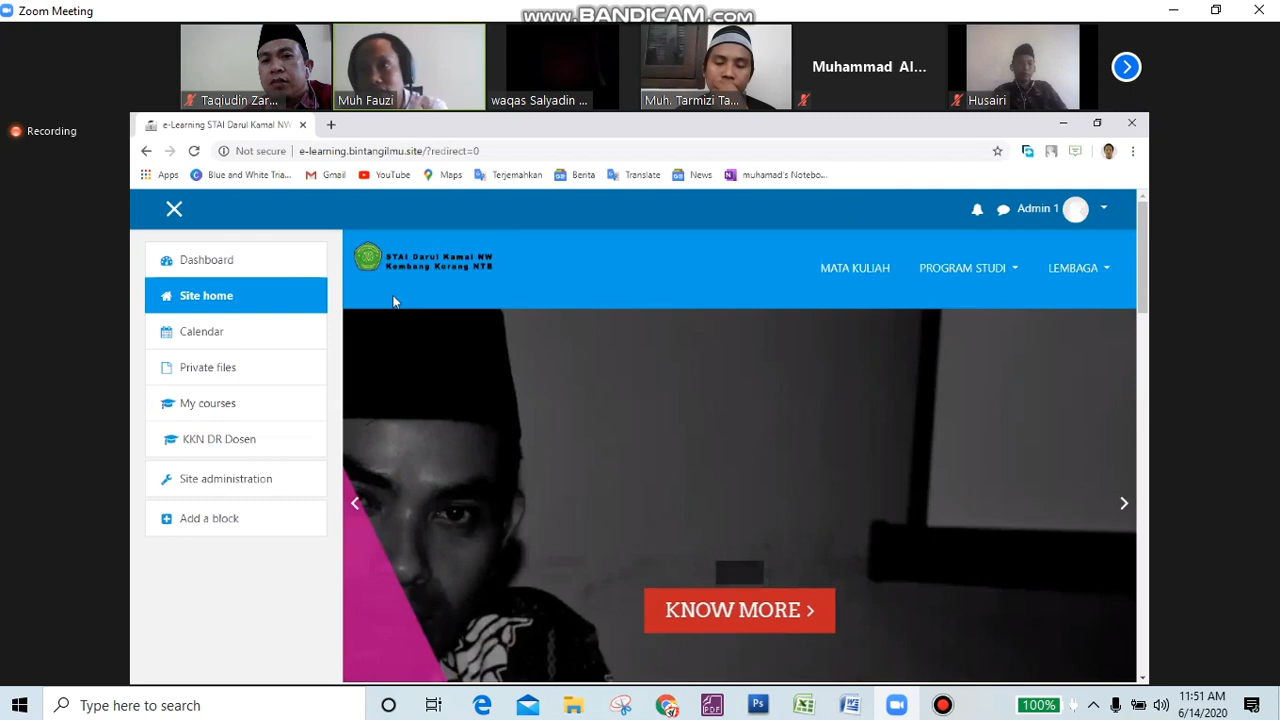 Zoom Meeting
www.BANDICAM.com
Taqiudin Zar...
Muh Fauzi
waqas Salyadin ...
Muh. Tarmizi Ta...
Muhammad Al...
Husairi
Recording
e-Learning STAI Darul Kamal NW
Not secure
e-learning.bintangilmu.site/?redirect=0
Apps
Blue and White Tria...
Gmail
YouTube
Maps
Terjemahkan
Berita
Translate
News
muhamad's Notebo...
Admin 1
Dashboard
Site home
Calendar
Private files
My courses
KKN DR Dosen
Site administration
Add a block
STAI Darul Kamal NW
Kembang Kerang NTB
MATA KULIAH
PROGRAM STUDI
LEMBAGA
KNOW MORE >
Type here to search
100%
11:51 AM
6/14/2020